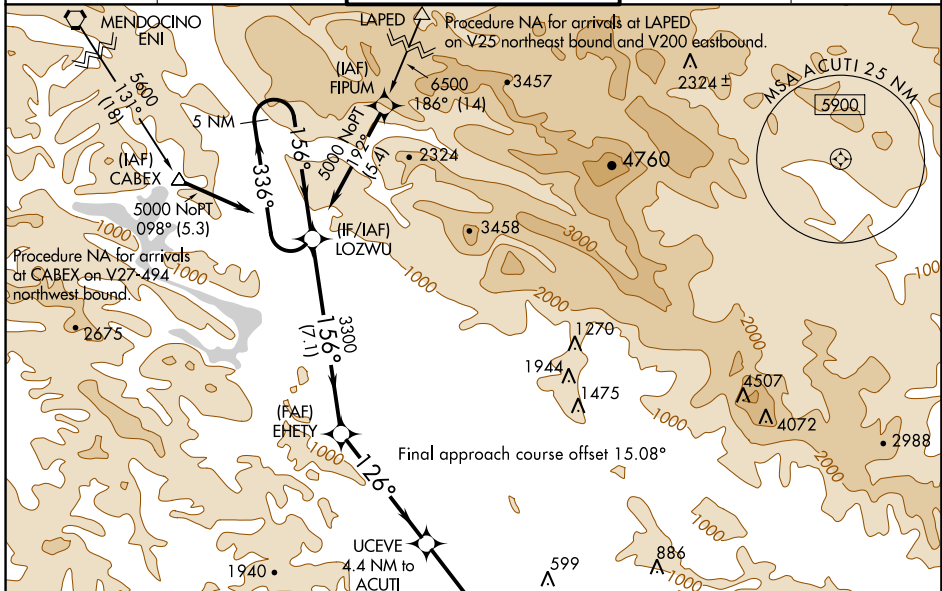 MENDOCINO
ENI
LAPED
Procedure NA for arrivals at LAPED
on V25 northeast bound and V200 eastbound.
5600
131°
(18)
(IAF)
FIPUM
6500
186° (14)
3457
2324 ±
MSA ACUTI 25 NM
5900
5 NM
156°
336°
5000 NoPT
192°
(5.4)
2324
4760
(IAF)
CABEX
5000 NoPT
098° (5.3)
(IF/IAF)
LOZWU
3458
3000
1000
1000
1000
Procedure NA for arrivals
at CABEX on V27-494
northwest bound.
1000
2000
2675
3300
156°
(7.1)
1270
1944
1475
2000
4507
4072
1000
2988
2000
(FAF)
EHETY
1000
Final approach course offset 15.08°
126°
UCEVE
4.4 NM to
ACUTI
1940
599
1000
886
1000